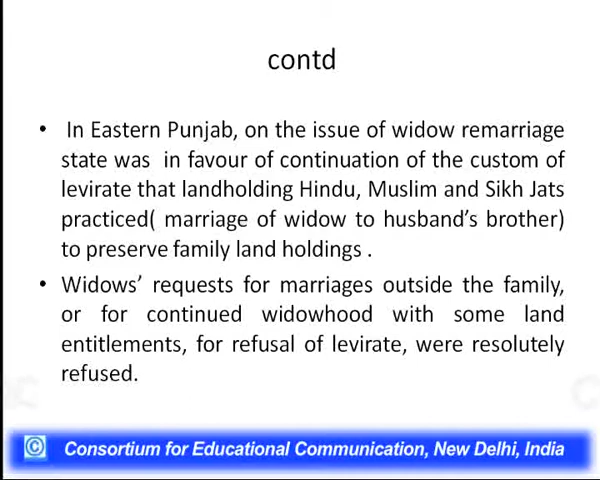 contd
• In Eastern Punjab, on the issue of widow remarriage
state was in favour of continuation of the custom of
levirate that landholding Hindu, Muslim and Sikh Jats
practiced( marriage of widow to husband's brother)
to preserve family land holdings .
• Widows' requests for marriages outside the family,
or for continued widowhood with some land
entitlements, for refusal of levirate, were resolutely
refused.
© Consortium for Educational Communication, New Delhi, India